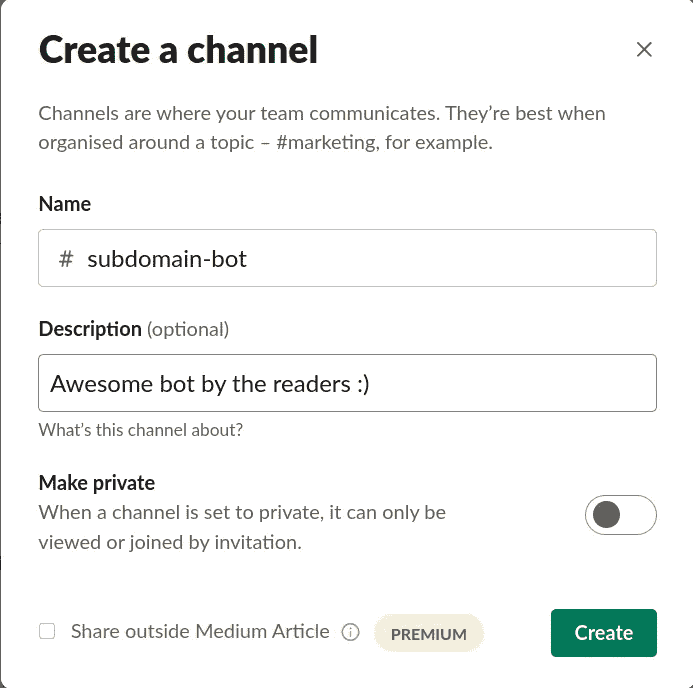 Create a channel
Channels are where your team communicates. They’re best when
organised around a topic – #marketing, for example.
Name
# subdomain-bot
Description (optional)
Awesome bot by the readers :)
What’s this channel about?
Make private
When a channel is set to private, it can only be
viewed or joined by invitation.
Share outside Medium Article PREMIUM Create